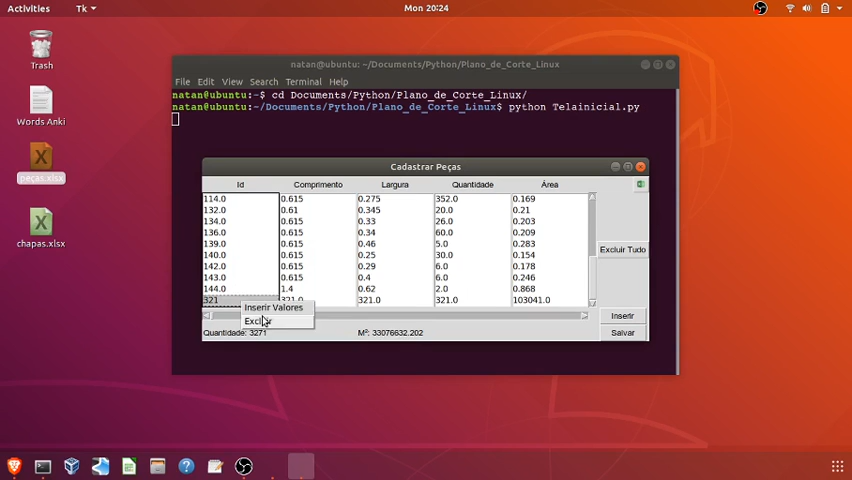 Activities Tk Mon 20:24
Trash
Words Anki
peças.xlsx
chapas.xlsx
natan@ubuntu: ~/Documents/Python/Plano_de_Corte_Linux
File Edit View Search Terminal Help
natan@ubuntu:~$ cd Documents/Python/Plano_de_Corte_Linux/
natan@ubuntu:~/Documents/Python/Plano_de_Corte_Linux$ python Telainicial.py
Cadastrar Peças
Id Comprimento Largura Quantidade Área
114.0 0.615 0.275 352.0 0.169
132.0 0.61 0.345 20.0 0.21
134.0 0.615 0.33 26.0 0.203
136.0 0.615 0.34 60.0 0.209
139.0 0.615 0.46 5.0 0.283
140.0 0.615 0.25 30.0 0.154
142.0 0.615 0.29 6.0 0.178
143.0 0.615 0.4 6.0 0.246
144.0 1.4 0.62 2.0 0.868
321 321.0 321.0 321.0 103041.0
Excluir Tudo
Inserir Valores
Excluir
Inserir
Quantidade: 3271 M²: 33076632.202
Salvar